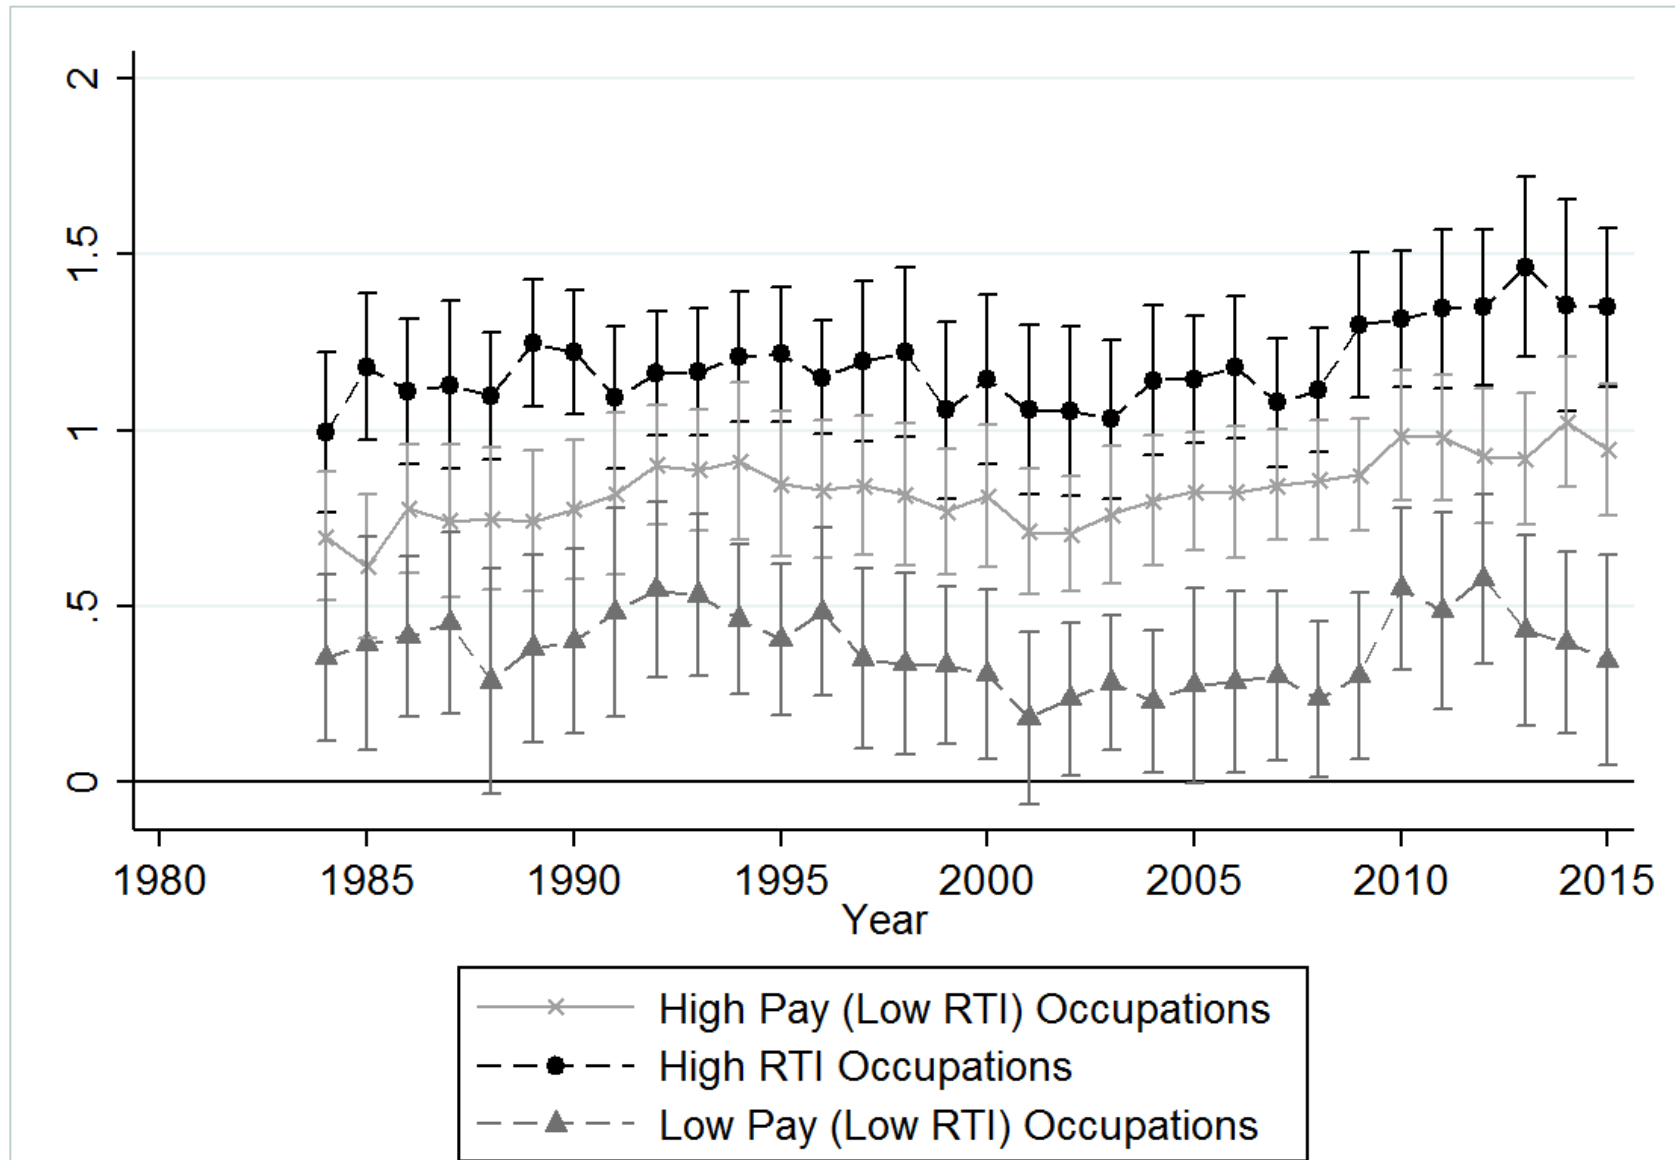 2
1.5
1
.5
0
1980 1985 1990 1995 2000 2005 2010 2015
Year
High Pay (Low RTI) Occupations
High RTI Occupations
Low Pay (Low RTI) Occupations